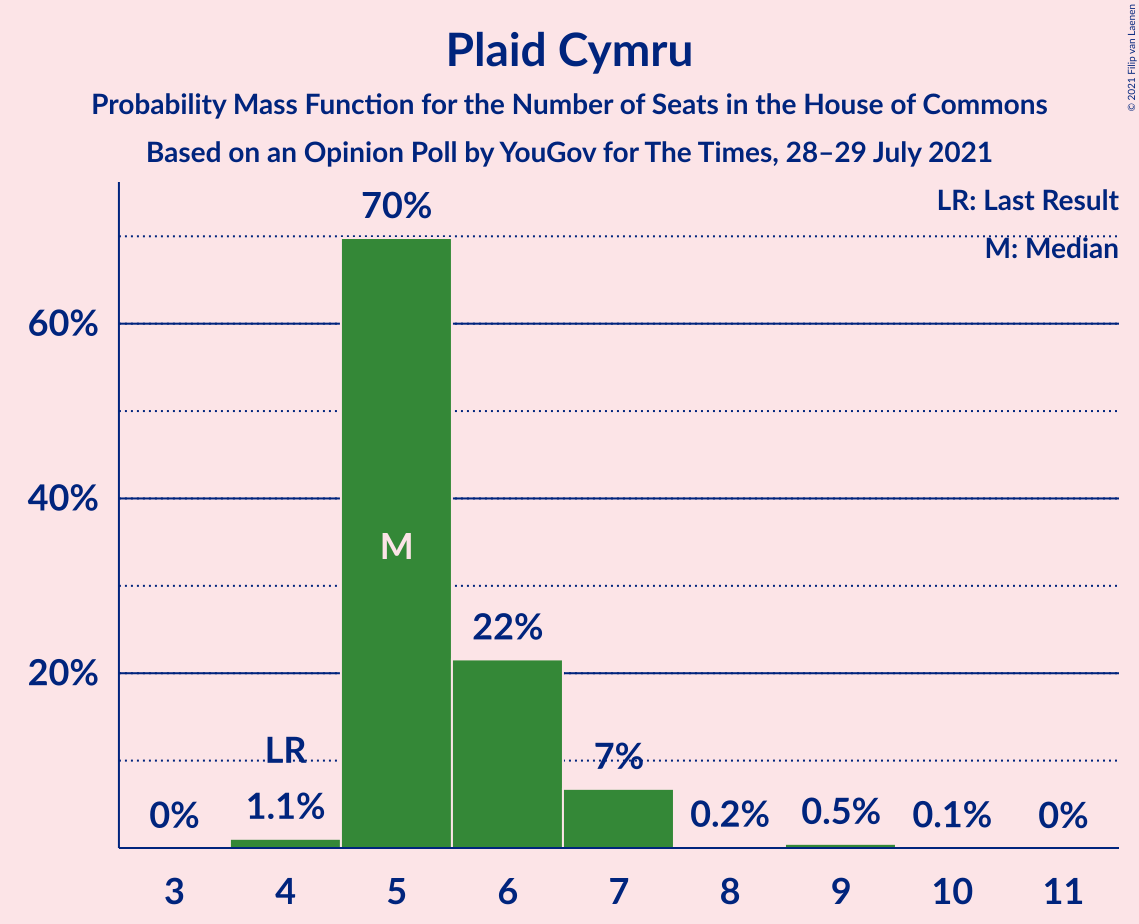 Plaid Cymru
Probability Mass Function for the Number of Seats in the House of Commons
Based on an Opinion Poll by YouGov for The Times, 28–29 July 2021
© 2021 Filip van Laenen
LR: Last Result
M: Median
60%
40%
20%
0%
LR
1.1%
70%
M
22%
7%
0.2%
0.5%
0.1%
0%
3 4 5 6 7 8 9 10 11